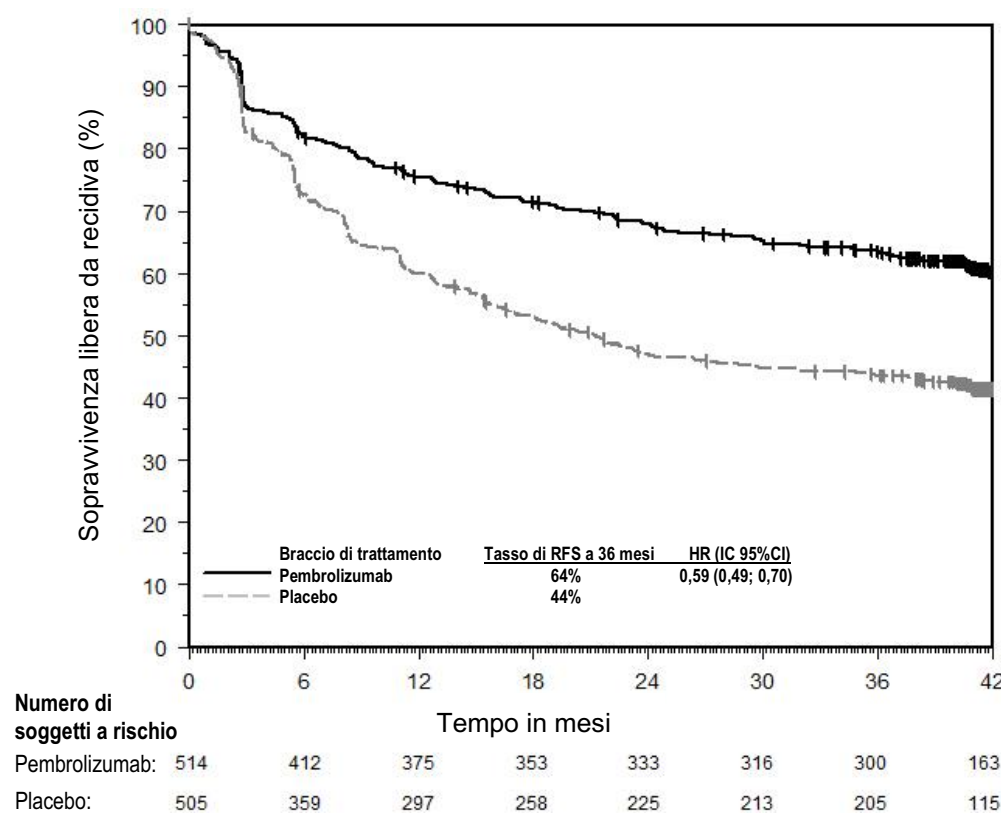 Sopravvivenza libera da recidiva (%)
100
90
80
70
60
50
40
30
20
10
0
Braccio di trattamento Tasso di RFS a 36 mesi HR (IC 95%CI)
Pembrolizumab 64% 0,59 (0,49; 0,70)
Placebo 44%
0 6 12 18 24 30 36 42
Tempo in mesi
Numero di
soggetti a rischio
Pembrolizumab: 514 412 375 353 333 316 300 163
Placebo: 505 359 297 258 225 213 205 115